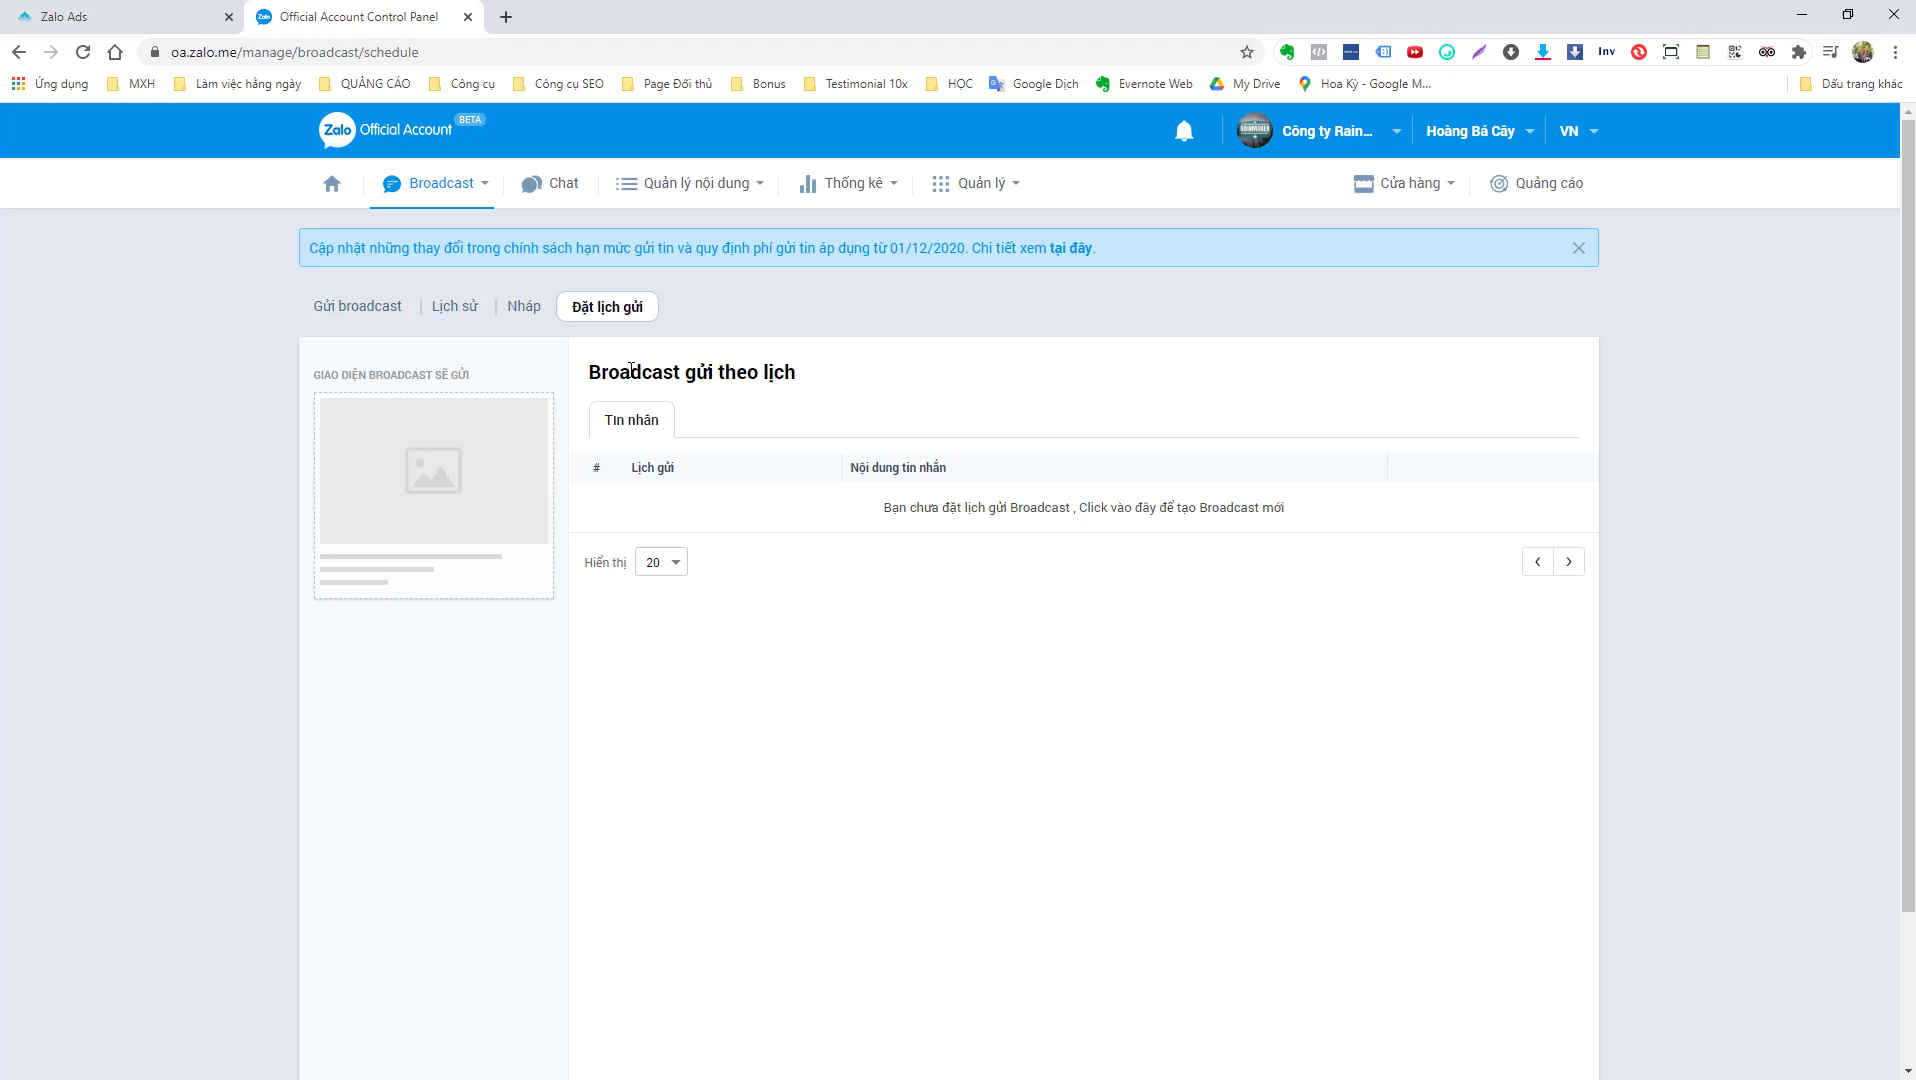 Zalo Ads
Official Account Control Panel
oa.zalo.me/manage/broadcast/schedule
Inv
Ứng dụng
MXH
Làm việc hằng ngày
QUẢNG CÁO
Công cụ
Công cụ SEO
Page Đối thủ
Bonus
Testimonial 10x
HỌC
Google Dịch
Evernote Web
My Drive
Hoa Kỳ - Google M...
Dấu trang khác
Zalo Official Account BETA
RAINMAKER
Công ty Rain...
Hoàng Bá Cây
VN
Broadcast
Chat
Quản lý nội dung
Thống kê
Quản lý
Cửa hàng
Quảng cáo
Cập nhật những thay đổi trong chính sách hạn mức gửi tin và quy định phí gửi tin áp dụng từ 01/12/2020. Chi tiết xem tại đây.
Gửi broadcast
Lịch sử
Nháp
Đặt lịch gửi
GIAO DIỆN BROADCAST SẼ GỬI
Broadcast gửi theo lịch
Tin nhắn
#
Lịch gửi
Nội dung tin nhắn
Bạn chưa đặt lịch gửi Broadcast , Click vào đây để tạo Broadcast mới
Hiển thị
20